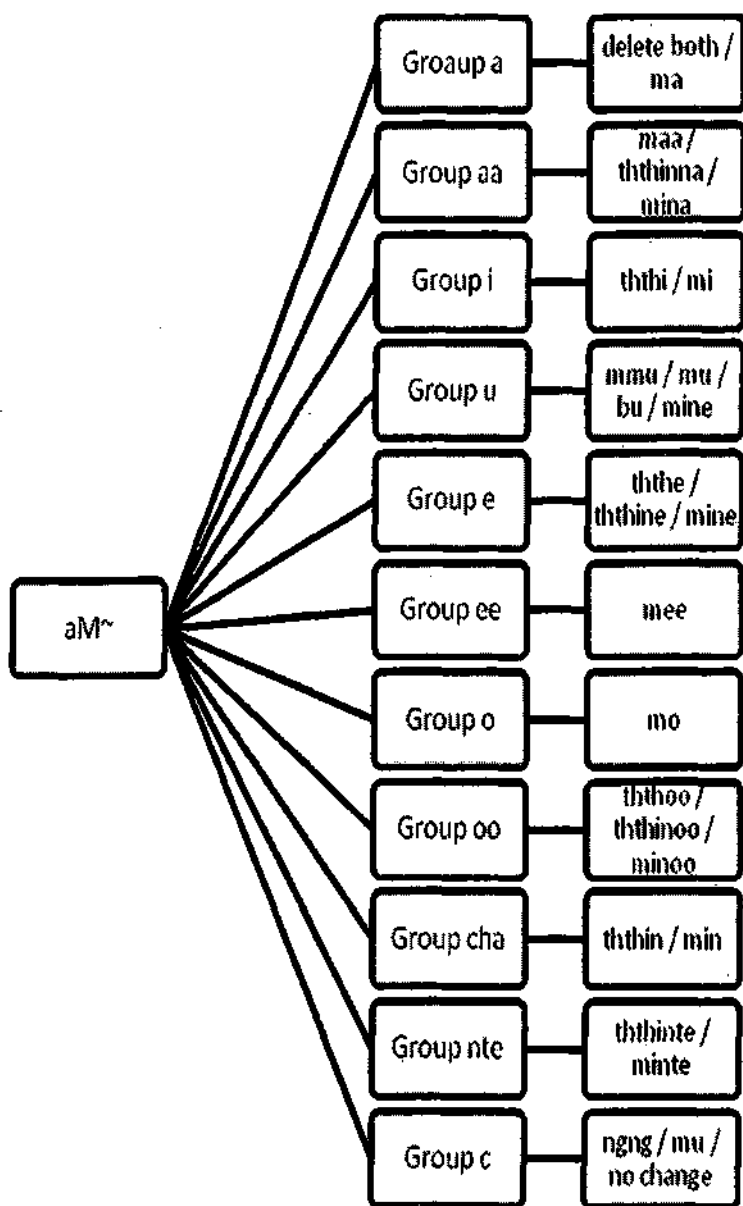 aM~
Groaup a
delete both /
ma
Group aa
maa /
ththinna /
mina
Group i
ththi / mi
Group u
mmu / mu /
bu / mine
Group e
ththe /
ththine / mine
Group ee
mee
Group o
mo
Group oo
ththoo /
ththinoo /
minoo
Group cha
ththin / min
Group nte
ththinte /
minte
Group c
ngng / mu /
no change